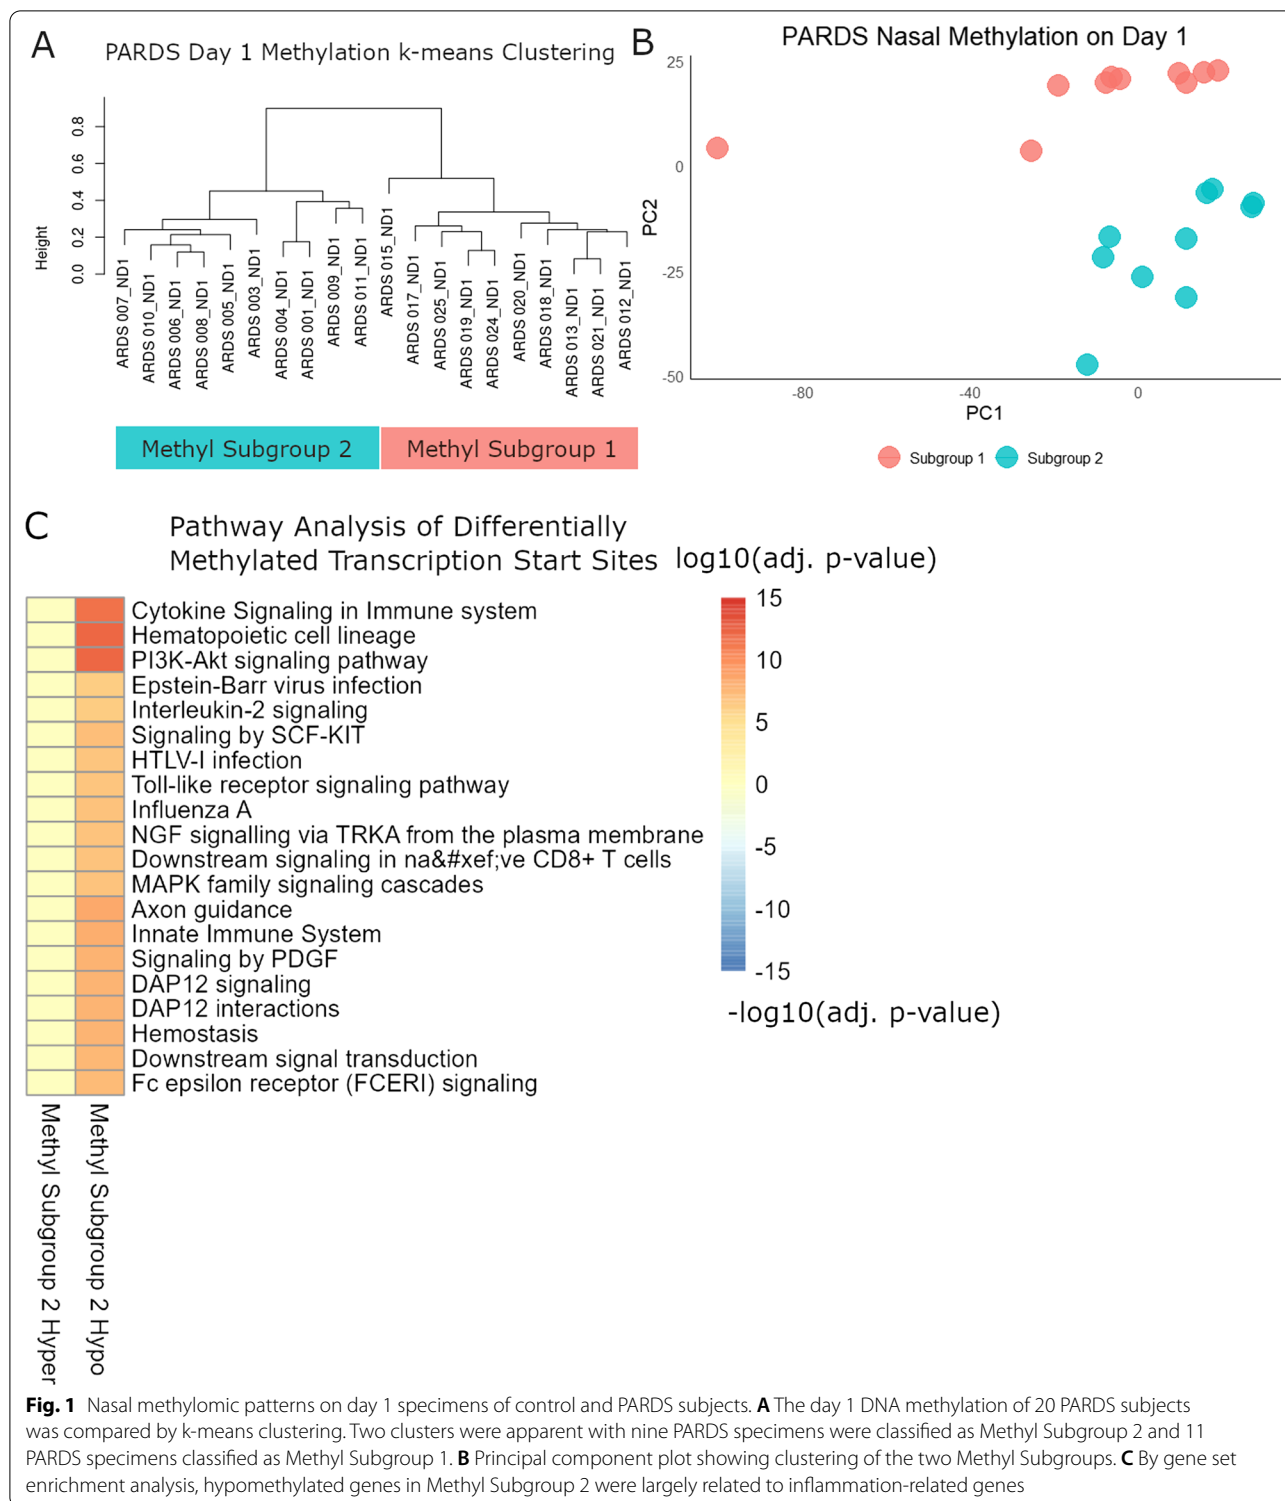 A
PARDS Day 1 Methylation k-means Clustering
Height
0.0
0.2
0.4
0.6
0.8
ARDS 007_ND1
ARDS 010_ND1
ARDS 006_ND1
ARDS 008_ND1
ARDS 005_ND1
ARDS 003_ND1
ARDS 004_ND1
ARDS 001_ND1
ARDS 009_ND1
ARDS 011_ND1
ARDS 015_ND1
ARDS 017_ND1
ARDS 025_ND1
ARDS 019_ND1
ARDS 024_ND1
ARDS 020_ND1
ARDS 018_ND1
ARDS 013_ND1
ARDS 021_ND1
ARDS 012_ND1
Methyl Subgroup 2
Methyl Subgroup 1
B
PARDS Nasal Methylation on Day 1
25
0
-25
-50
PC2
-80
-40
0
PC1
Subgroup 1
Subgroup 2
C
Pathway Analysis of Differentially
Methylated Transcription Start Sites
log10(adj. p-value)
Cytokine Signaling in Immune system
Hematopoietic cell lineage
PI3K-Akt signaling pathway
Epstein-Barr virus infection
Interleukin-2 signaling
Signaling by SCF-KIT
HTLV-I infection
Toll-like receptor signaling pathway
Influenza A
NGF signalling via TRKA from the plasma membrane
Downstream signaling in na&#xef;ve CD8+ T cells
MAPK family signaling cascades
Axon guidance
Innate Immune System
Signaling by PDGF
DAP12 signaling
DAP12 interactions
Hemostasis
Downstream signal transduction
Fc epsilon receptor (FCERI) signaling
15
10
5
0
-5
-10
-15
-log10(adj. p-value)
Methyl Subgroup 2 Hyper
Methyl Subgroup 2 Hypo
Fig. 1 Nasal methylomic patterns on day 1 specimens of control and PARDS subjects. A The day 1 DNA methylation of 20 PARDS subjects
was compared by k-means clustering. Two clusters were apparent with nine PARDS specimens were classified as Methyl Subgroup 2 and 11
PARDS specimens classified as Methyl Subgroup 1. B Principal component plot showing clustering of the two Methyl Subgroups. C By gene set
enrichment analysis, hypomethylated genes in Methyl Subgroup 2 were largely related to inflammation-related genes